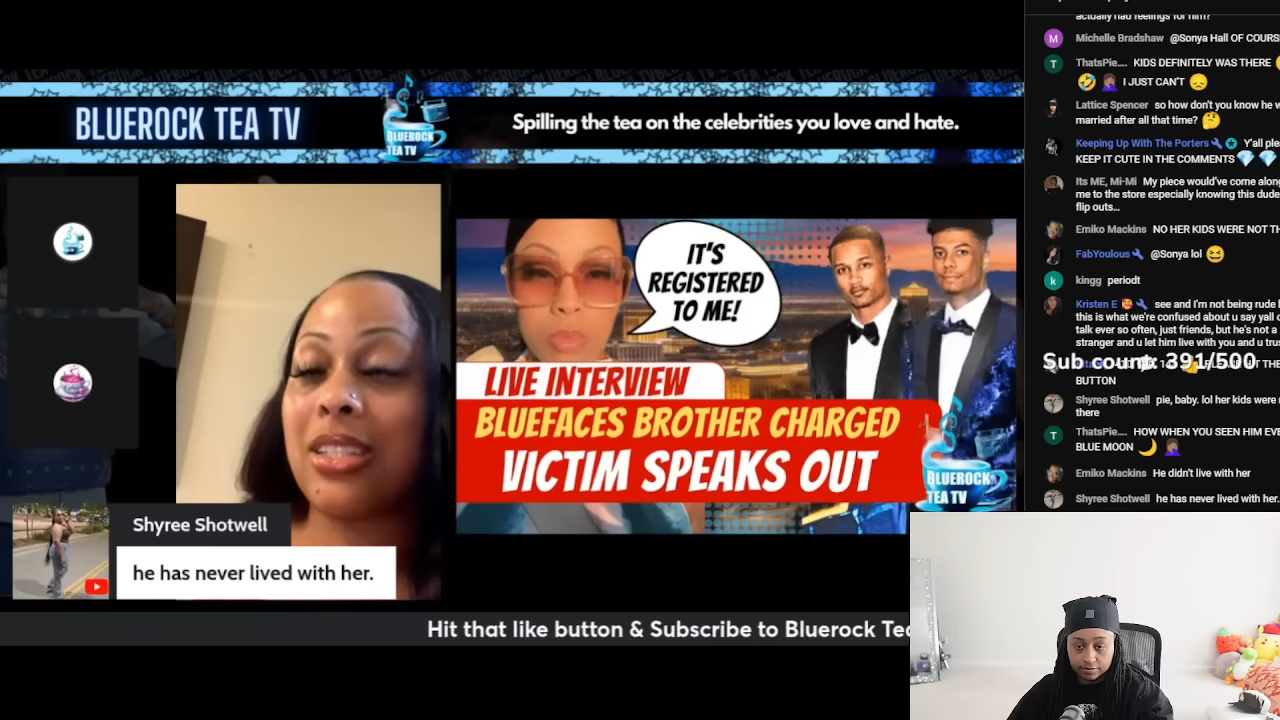 BLUEROCK TEA TV
BLUEROCK
TEA TV
Spilling the tea on the celebrities you love and hate.
IT'S
REGISTERED
TO ME!
LIVE INTERVIEW
BLUEFACES BROTHER CHARGED
VICTIM SPEAKS OUT
BLUEROCK
TEA TV
Shyree Shotwell
he has never lived with her.
Hit that like button & Subscribe to Bluerock Tea
actually had feelings for him?
M Michelle Bradshaw @Sonya Hall OF COURS
T ThatsPie.... KIDS DEFINITELY WAS THERE
🤣 🤦🏾‍♀️ I JUST CAN'T 😞
Lattice Spencer so how don't you know he w
married after all that time? 🤔
Keeping Up With The Porters Y'all ple
KEEP IT CUTE IN THE COMMENTS 💎 💎
Its ME, Mi-Mi My piece would've come along
me to the store especially knowing this dude
flip outs...
Emiko Mackins NO HER KIDS WERE NOT TH
FabYoulous @Sonya lol 😆
k kingg periodt
Kristen E 🥰 see and I'm not being rude
this is what we're confused about u say yall c
talk ever so often, just friends, but he's not a
stranger and u let him live with you and u trus
Sub count: 391/500
BUTTON
Shyree Shotwell pie, baby. lol her kids were n
there
T ThatsPie.... HOW WHEN YOU SEEN HIM EVE
BLUE MOON 🌙 🤦🏾‍♀️
Emiko Mackins He didn't live with her
Shyree Shotwell he has never lived with her.